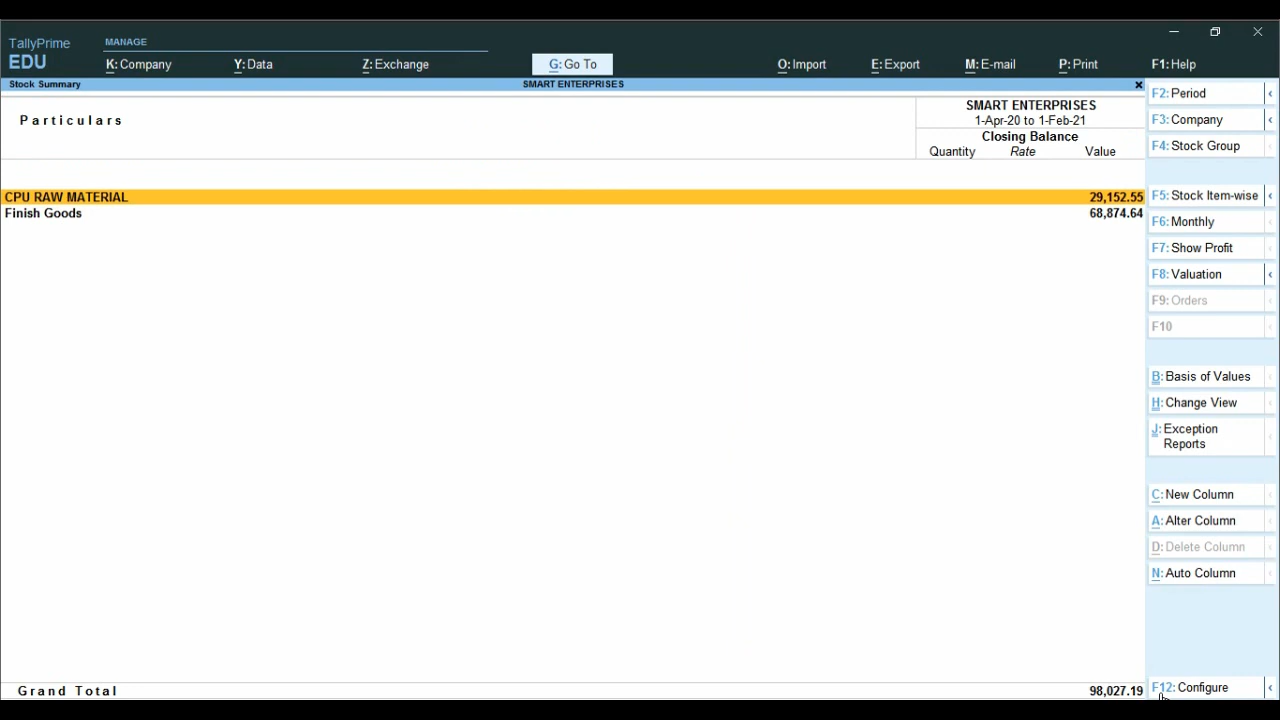 TallyPrime
EDU
MANAGE
K: Company
Y: Data
Z: Exchange
G: Go To
O: Import
E: Export
M: E-mail
P: Print
F1: Help
Stock Summary
SMART ENTERPRISES
Particulars
SMART ENTERPRISES
1-Apr-20 to 1-Feb-21
Closing Balance
Quantity Rate Value
CPU RAW MATERIAL 29,152.55
Finish Goods 68,874.64
Grand Total 98,027.19
F2: Period
F3: Company
F4: Stock Group
F5: Stock Item-wise
F6: Monthly
F7: Show Profit
F8: Valuation
F9: Orders
F10
B: Basis of Values
H: Change View
J: Exception
Reports
C: New Column
A: Alter Column
D: Delete Column
N: Auto Column
F12: Configure